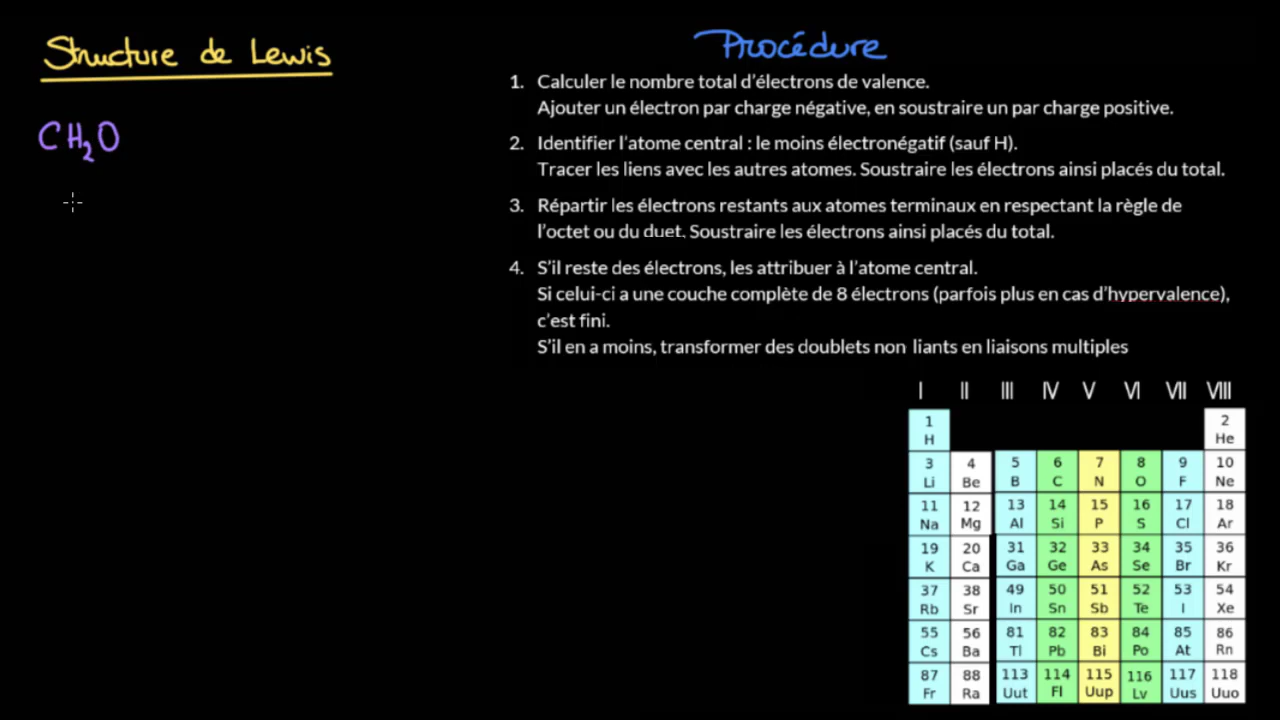 Structure de Lewis
CH₂O
Procédure
1. Calculer le nombre total d'électrons de valence.
Ajouter un électron par charge négative, en soustraire un par charge positive.
2. Identifier l'atome central : le moins électronégatif (sauf H).
Tracer les liens avec les autres atomes. Soustraire les électrons ainsi placés du total.
3. Répartir les électrons restants aux atomes terminaux en respectant la règle de
l'octet ou du duet. Soustraire les électrons ainsi placés du total.
4. S'il reste des électrons, les attribuer à l'atome central.
Si celui-ci a une couche complète de 8 électrons (parfois plus en cas d'hypervalence),
c'est fini.
S'il en a moins, transformer des doublets non liants en liaisons multiples
I II III IV V VI VII VIII
1 2
H He
3 4 5 6 7 8 9 10
Li Be B C N O F Ne
11 12 13 14 15 16 17 18
Na Mg Al Si P S Cl Ar
19 20 31 32 33 34 35 36
K Ca Ga Ge As Se Br Kr
37 38 49 50 51 52 53 54
Rb Sr In Sn Sb Te I Xe
55 56 81 82 83 84 85 86
Cs Ba Tl Pb Bi Po At Rn
87 88 113 114 115 116 117 118
Fr Ra Uut Fl Uup Lv Uus Uuo